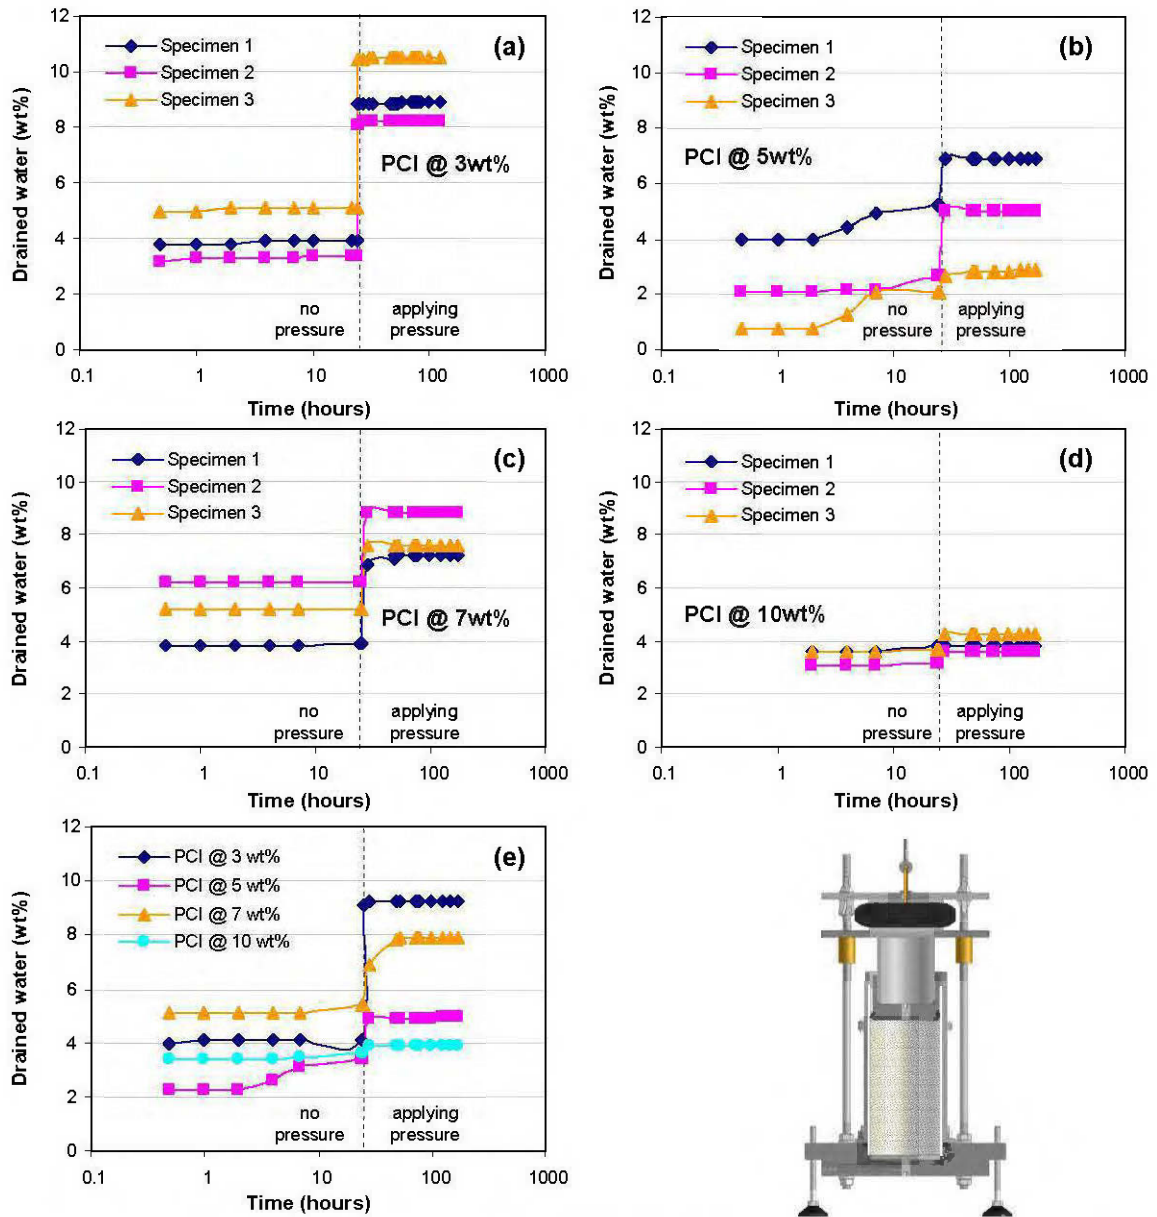 12
10
8
6
4
2
0
Drained water (wt%)
Specimen 1
Specimen 2
Specimen 3
(a)
PCI @ 3wt%
no
pressure
applying
pressure
0.1
1
10
100
1000
Time (hours)
12
10
8
6
4
2
0
Drained water (wt%)
Specimen 1
Specimen 2
Specimen 3
(b)
PCI @ 5wt%
no
pressure
applying
pressure
0.1
1
10
100
1000
Time (hours)
12
10
8
6
4
2
0
Drained water (wt%)
Specimen 1
Specimen 2
Specimen 3
(c)
PCI @ 7wt%
no
pressure
applying
pressure
0.1
1
10
100
1000
Time (hours)
12
10
8
6
4
2
0
Drained water (wt%)
Specimen 1
Specimen 2
Specimen 3
(d)
PCI @ 10wt%
no
pressure
applying
pressure
0.1
1
10
100
1000
Time (hours)
12
10
8
6
4
2
0
Drained water (wt%)
PCI @ 3 wt%
PCI @ 5 wt%
PCI @ 7 wt%
PCI @ 10 wt%
(e)
no
pressure
applying
pressure
0.1
1
10
100
1000
Time (hours)